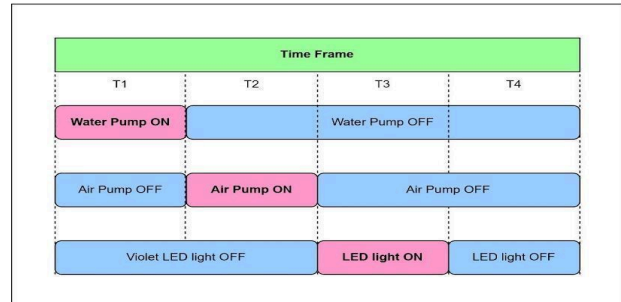 Time Frame
T1 T2 T3 T4
Water Pump ON Water Pump OFF
Air Pump OFF Air Pump ON Air Pump OFF
Violet LED light OFF LED light ON LED light OFF